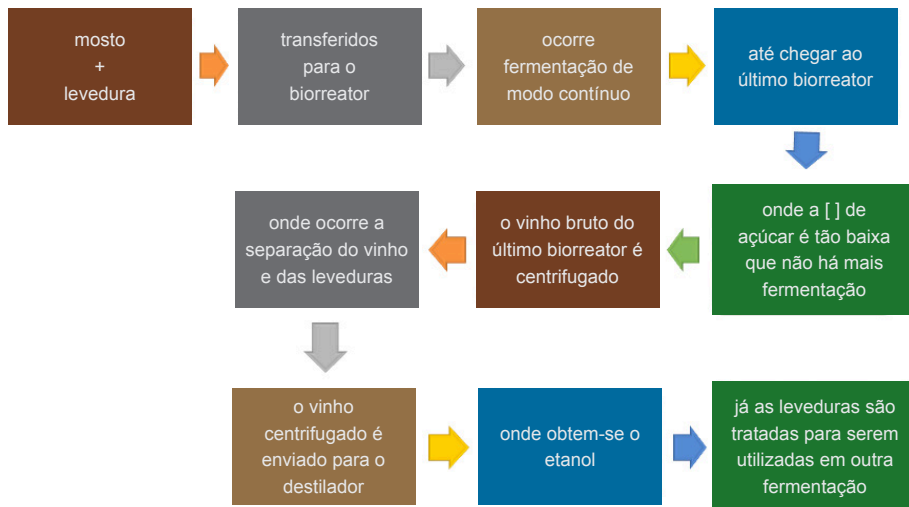 mosto
+
levedura
transferidos
para o
biorreator
ocorre
fermentação de
modo contínuo
até chegar ao
último biorreator
onde a [ ] de
açúcar é tão baixa
que não há mais
fermentação
o vinho bruto do
último biorreator é
centrifugado
onde ocorre a
separação do vinho
e das leveduras
o vinho
centrifugado é
enviado para o
destilador
onde obtem-se o
etanol
já as leveduras são
tratadas para serem
utilizadas em outra
fermentação